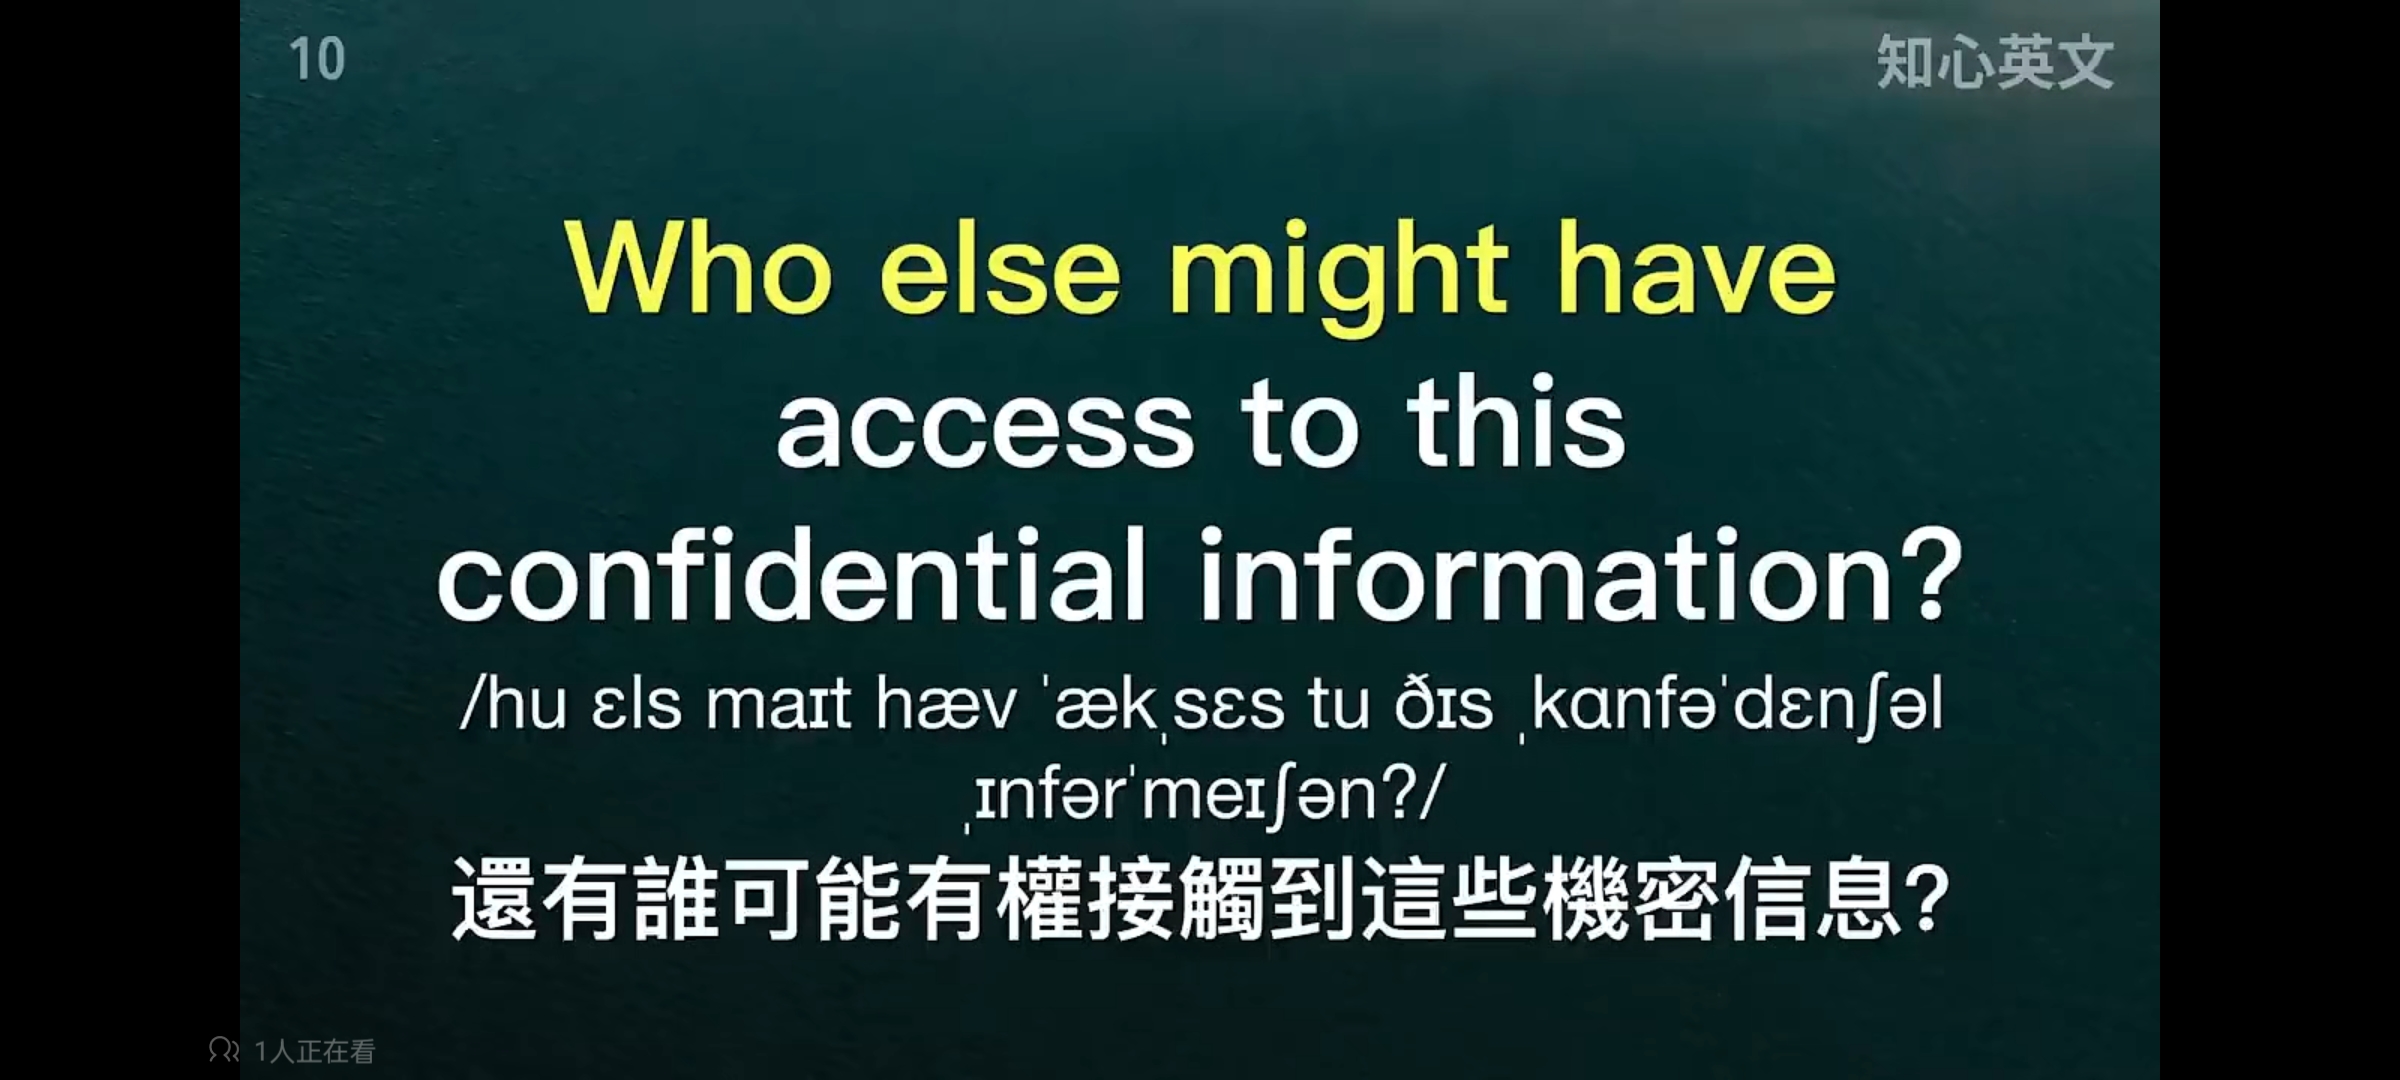 10
知心英文
Who else might have
access to this
confidential information?
/hu ɛls maɪt hæv ˈækˌsɛs tu ðɪs ˌkɑnfəˈdɛnʃəl
ˌɪnfərˈmeɪʃən?/
還有誰可能有權接觸到這些機密信息?
1人正在看